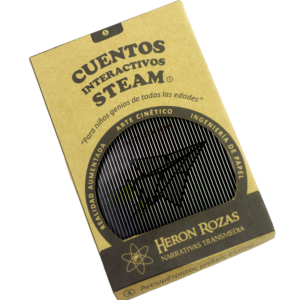 S
CUENTOS
INTERACTIVOS
STEAM
"Para niños genios de todas las edades"
REALIDAD AUMENTADA • ARTE CINÉTICO • INGENIERÍA DE PAPEL
HERON ROZAS
NARRATIVAS TRANSMEDIA